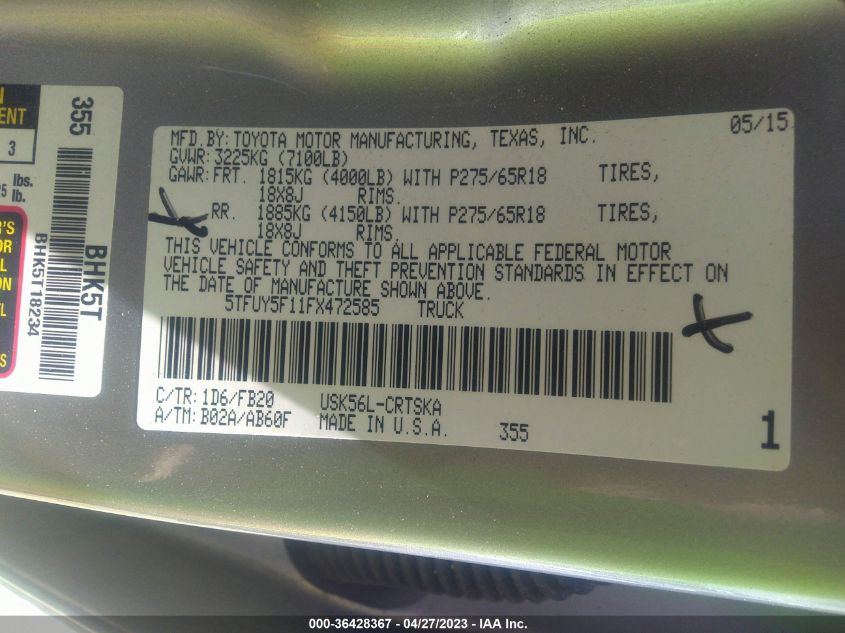 MFD.BY:TOYOTA MOTOR MANUFACTURING, TEXAS, INC. 05/15
GVWR:3225KG (7100LB)
GAWR:FRT. 1815KG (4000LB) WITH P275/65R18 TIRES,
18X8J RIMS.
RR. 1885KG (4150LB) WITH P275/65R18 TIRES,
18X8J RIMS.
THIS VEHICLE CONFORMS TO ALL APPLICABLE FEDERAL MOTOR
VEHICLE SAFETY AND THEFT PREVENTION STANDARDS IN EFFECT ON
THE DATE OF MANUFACTURE SHOWN ABOVE.
5TFUY5F11FX472585 TRUCK
C/TR:1D6/FB20 USK56L-CRTSKA
A/TM:B02A/AB60F MADE IN U.S.A. 355
1
355
BHK5T
BHK5T18234
3
lbs.
000-36428367 - 04/27/2023 - IAA Inc.